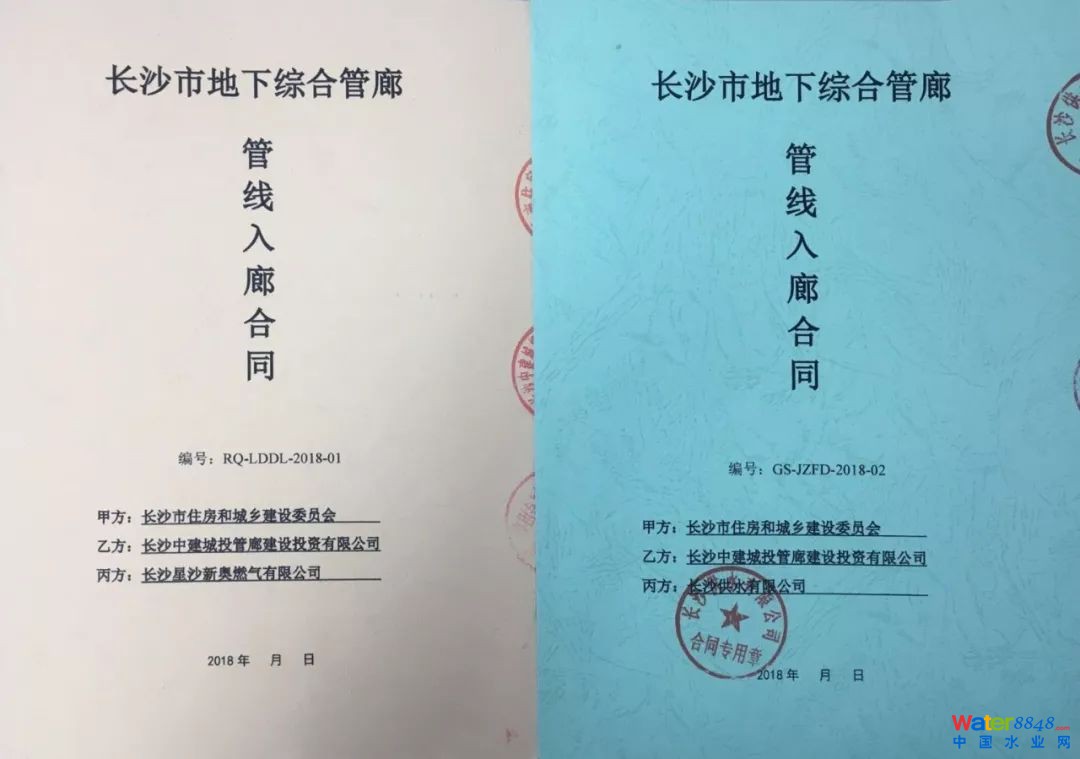 长沙市地下综合管廊
管线入廊合同
编号：RQ-LDDL-2018-01
甲方：长沙市住房和城乡建设委员会
乙方：长沙中建城投管廊建设投资有限公司
丙方：长沙星沙新奥燃气有限公司
2018 年 月 日
长沙市地下综合管廊
管线入廊合同
编号：GS-JZFD-2018-02
甲方：长沙市住房和城乡建设委员会
乙方：长沙中建城投管廊建设投资有限公司
丙方：长沙供水有限公司
长沙供水有限公司
合同专用章
2018 年 月 日
Water8848.com
中国水业网